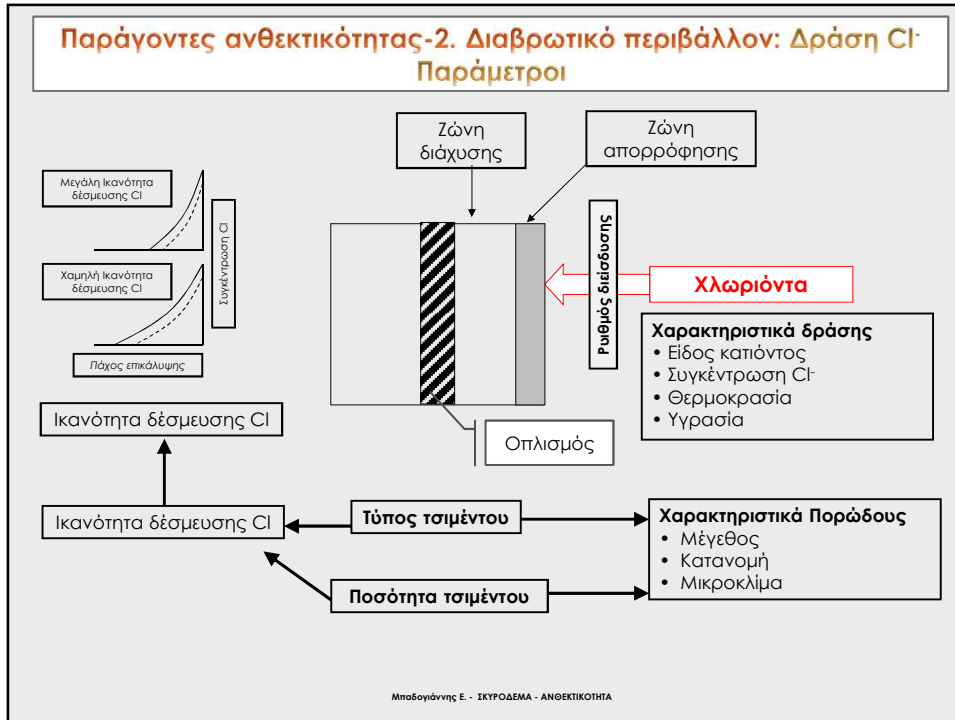 Παράγοντες ανθεκτικότητας-2. Διαβρωτικό περιβάλλον: Δράση Cl-
Παράμετροι
Ζώνη
διάχυσης
Ζώνη
απορρόφησης
Μεγάλη Ικανότητα
δέσμευσης Cl
Χαμηλή Ικανότητα
δέσμευσης Cl
Συγκέντρωση Cl
Πάχος επικάλυψης
Ρυθμός διείσδυσης
Χλωριόντα
Χαρακτηριστικά δράσης
• Είδος κατιόντος
• Συγκέντρωση Cl-
• Θερμοκρασία
• Υγρασία
Οπλισμός
Ικανότητα δέσμευσης Cl
Ικανότητα δέσμευσης Cl
Τύπος τσιμέντου
Ποσότητα τσιμέντου
Χαρακτηριστικά Πορώδους
• Μέγεθος
• Κατανομή
• Μικροκλίμα
Μπαδογιάννης Ε. - ΣΚΥΡΟΔΕΜΑ - ΑΝΘΕΚΤΙΚΟΤΗΤΑ